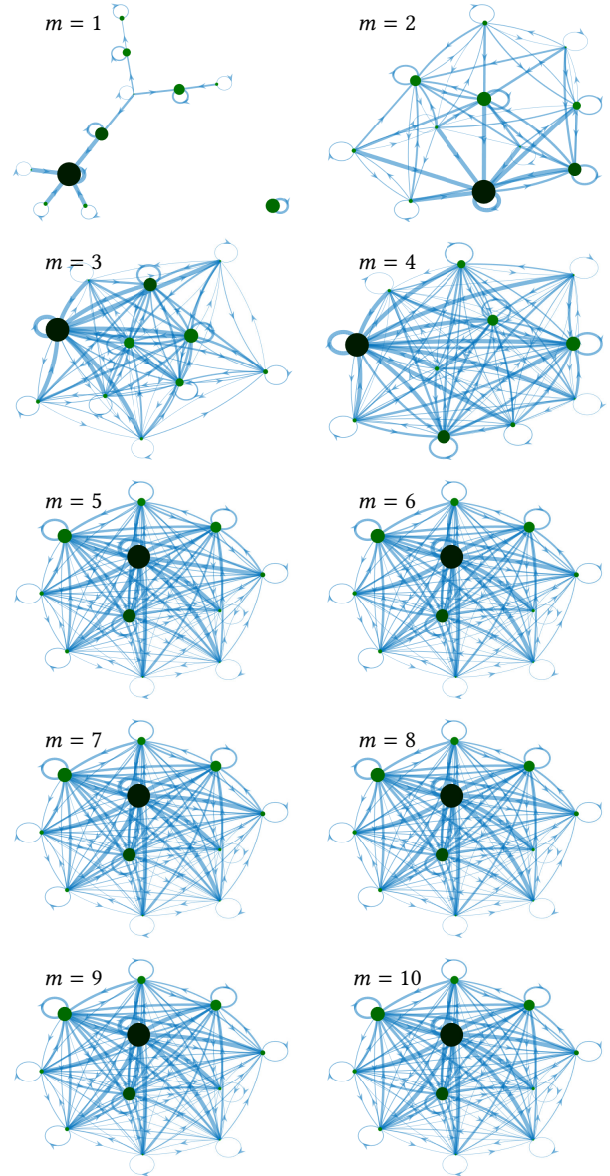 m = 1
m = 2
m = 3
m = 4
m = 5
m = 6
m = 7
m = 8
m = 9
m = 10